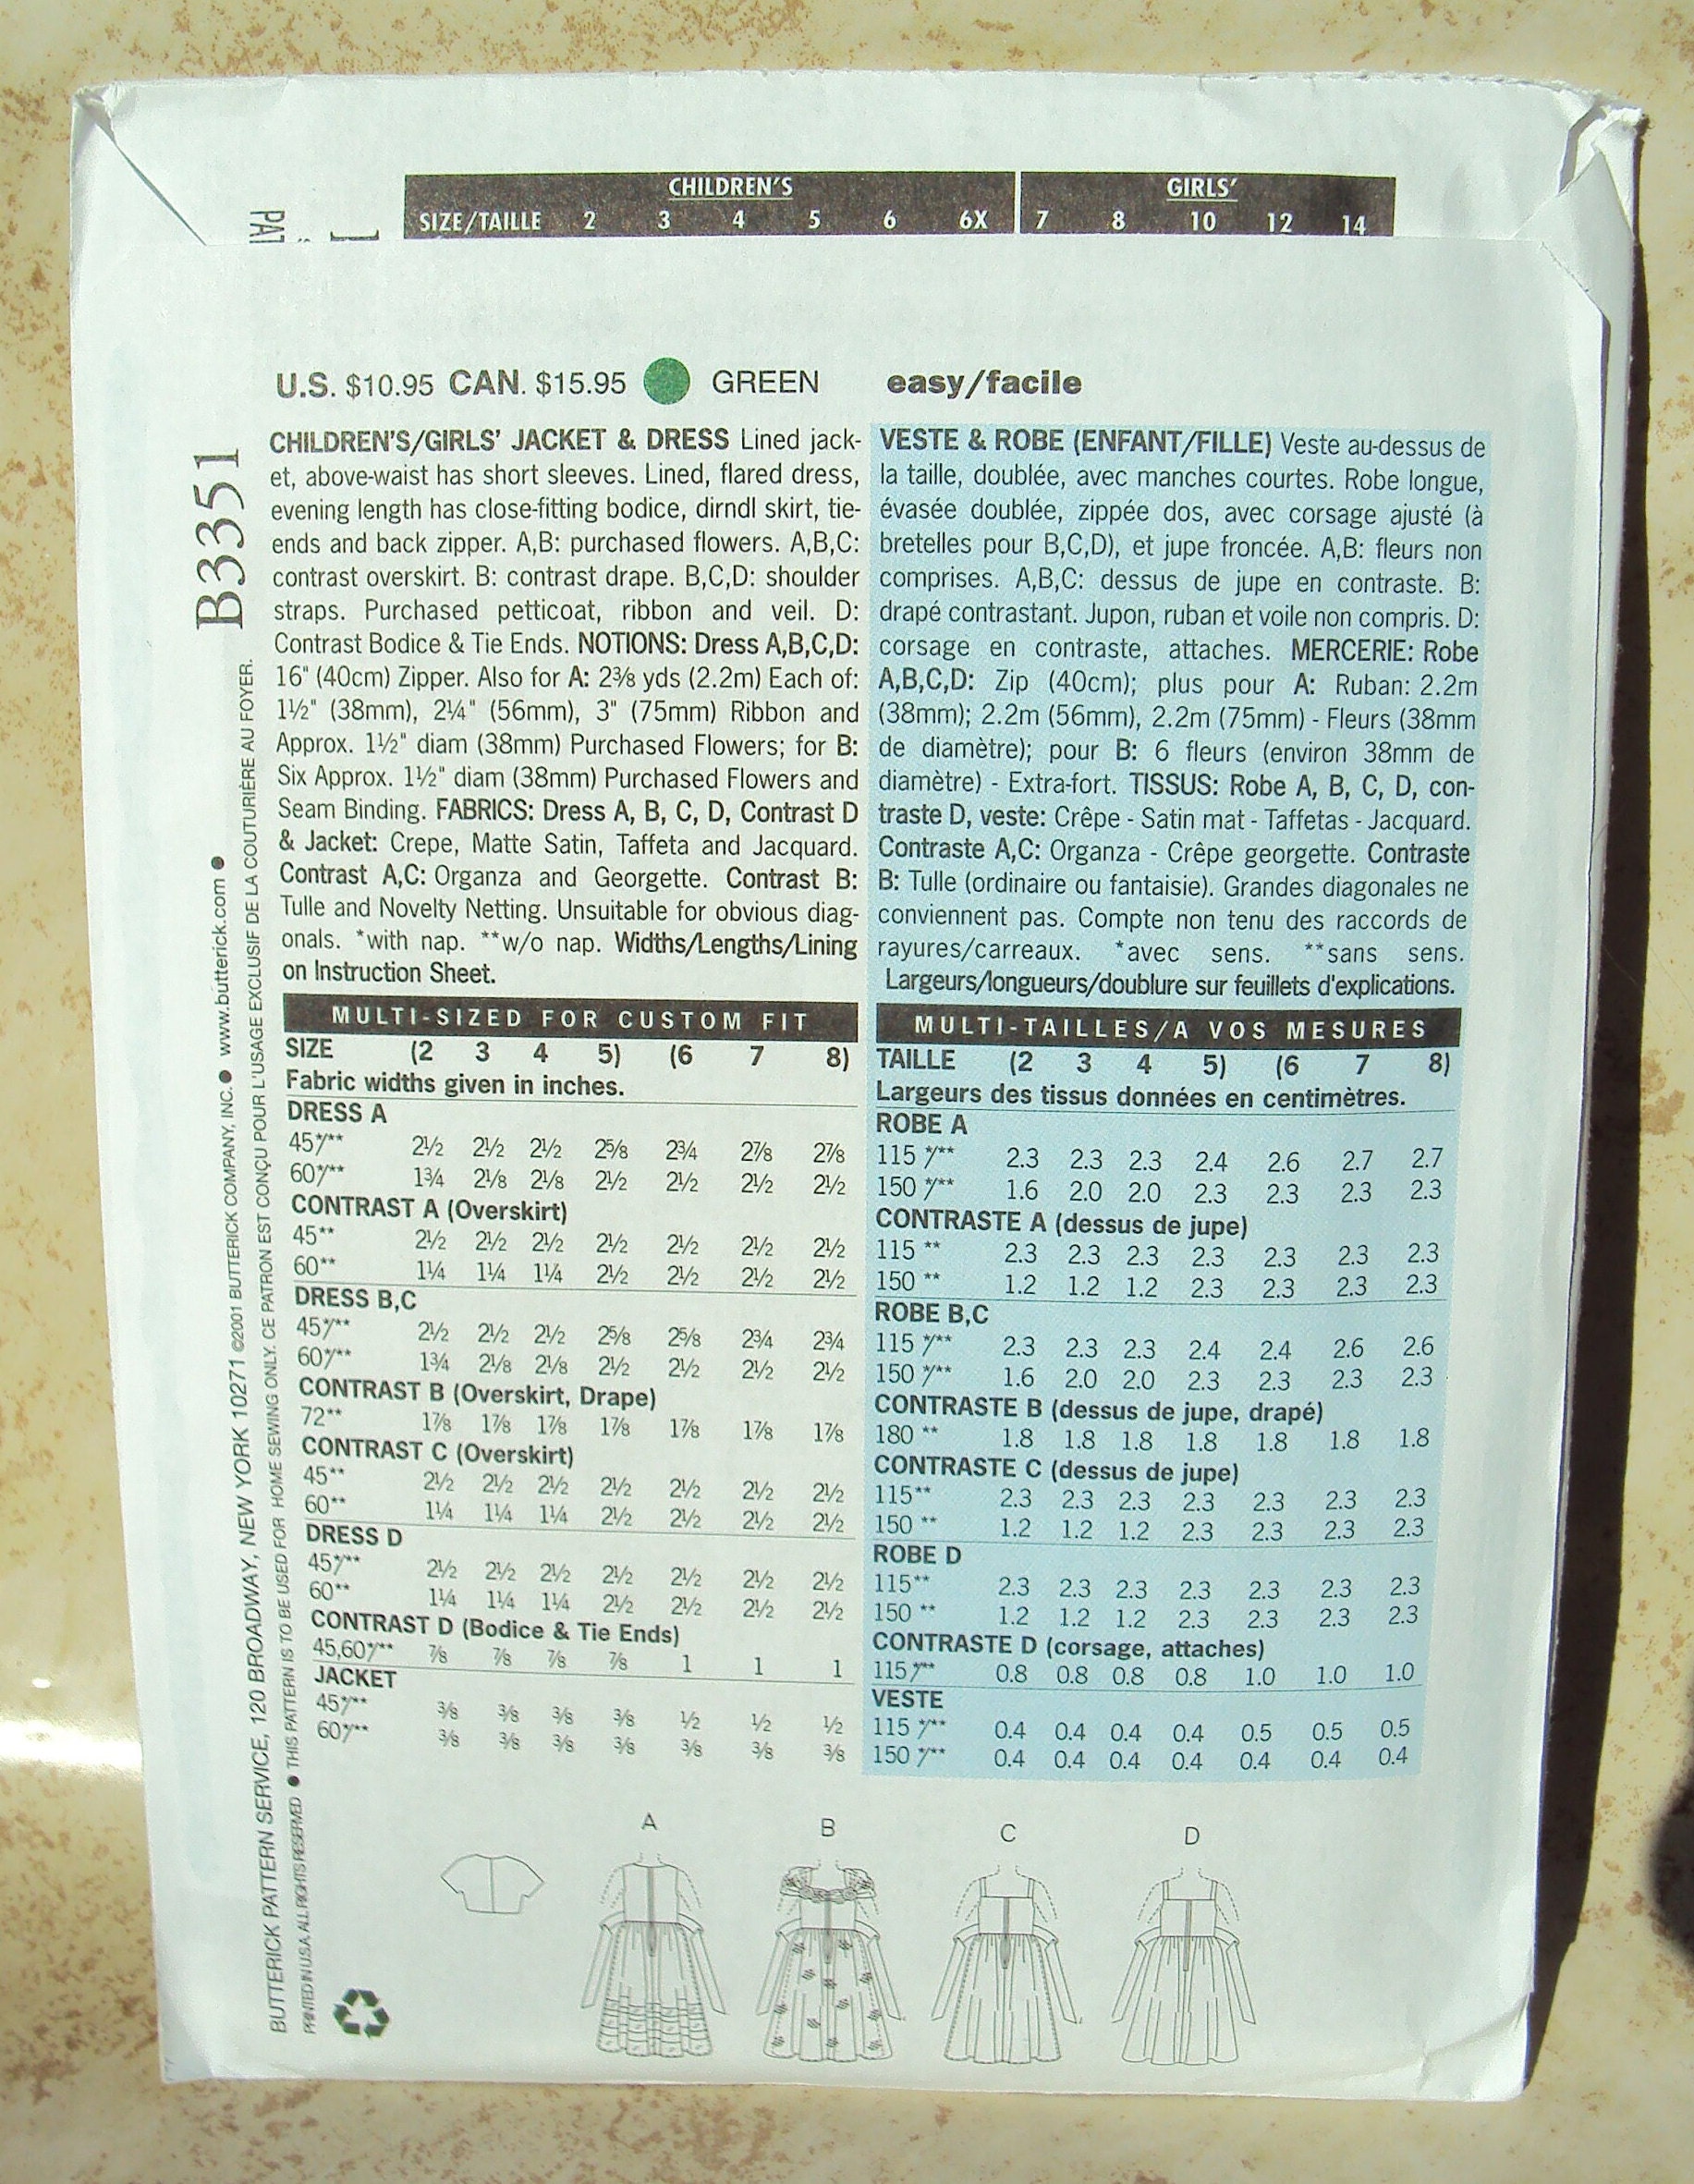 CHILDREN'S GIRLS'
SIZE/TAILLE 2 3 4 5 6 6X 7 8 10 12 14
U.S. $10.95 CAN. $15.95 GREEN easy/facile
B3351
CHILDREN'S/GIRLS' JACKET & DRESS Lined jack-
et, above-waist has short sleeves. Lined, flared dress,
evening length has close-fitting bodice, dirndl skirt, tie-
ends and back zipper. A,B: purchased flowers. A,B,C:
contrast overskirt. B: contrast drape. B,C,D: shoulder
straps. Purchased petticoat, ribbon and veil. D:
Contrast Bodice & Tie Ends. NOTIONS: Dress A,B,C,D:
16" (40cm) Zipper. Also for A: 2⅜ yds (2.2m) Each of:
1½" (38mm), 2¼" (56mm), 3" (75mm) Ribbon and
Approx. 1½" diam (38mm) Purchased Flowers; for B:
Six Approx. 1½" diam (38mm) Purchased Flowers and
Seam Binding. FABRICS: Dress A, B, C, D, Contrast D
& Jacket: Crepe, Matte Satin, Taffeta and Jacquard.
Contrast A,C: Organza and Georgette. Contrast B:
Tulle and Novelty Netting. Unsuitable for obvious diag-
onals. *with nap. **w/o nap. Widths/Lengths/Lining
on Instruction Sheet.
MULTI-SIZED FOR CUSTOM FIT
SIZE (2 3 4 5) (6 7 8)
Fabric widths given in inches.
DRESS A
45*/** 2½ 2½ 2½ 2⅝ 2¾ 2⅞ 2⅞
60*/** 1¾ 2⅛ 2⅛ 2½ 2½ 2½ 2½
CONTRAST A (Overskirt)
45** 2½ 2½ 2½ 2½ 2½ 2½ 2½
60** 1¼ 1¼ 1¼ 2½ 2½ 2½ 2½
DRESS B,C
45*/** 2½ 2½ 2½ 2⅝ 2⅝ 2¾ 2¾
60*/** 1¾ 2⅛ 2⅛ 2½ 2½ 2½ 2½
CONTRAST B (Overskirt, Drape)
72** 1⅞ 1⅞ 1⅞ 1⅞ 1⅞ 1⅞ 1⅞
CONTRAST C (Overskirt)
45** 2½ 2½ 2½ 2½ 2½ 2½ 2½
60** 1¼ 1¼ 1¼ 2½ 2½ 2½ 2½
DRESS D
45*/** 2½ 2½ 2½ 2½ 2½ 2½ 2½
60** 1¼ 1¼ 1¼ 2½ 2½ 2½ 2½
CONTRAST D (Bodice & Tie Ends)
45,60*/** ⅞ ⅞ ⅞ ⅞ 1 1 1
JACKET
45*/** ⅜ ⅜ ⅜ ⅜ ½ ½ ½
60*/** ⅜ ⅜ ⅜ ⅜ ⅜ ⅜ ⅜
VESTE & ROBE (ENFANT/FILLE) Veste au-dessus de
la taille, doublée, avec manches courtes. Robe longue,
évasée doublée, zippée dos, avec corsage ajusté (à
bretelles pour B,C,D), et jupe froncée. A,B: fleurs non
comprises. A,B,C: dessus de jupe en contraste. B:
drapé contrastant. Jupon, ruban et voile non compris. D:
corsage en contraste, attaches. MERCERIE: Robe
A,B,C,D: Zip (40cm); plus pour A: Ruban: 2.2m
(38mm); 2.2m (56mm), 2.2m (75mm) - Fleurs (38mm
de diamètre); pour B: 6 fleurs (environ 38mm de
diamètre) - Extra-fort. TISSUS: Robe A, B, C, D, con-
traste D, veste: Crêpe - Satin mat - Taffetas - Jacquard.
Contraste A,C: Organza - Crêpe georgette. Contraste
B: Tulle (ordinaire ou fantaisie). Grandes diagonales ne
conviennent pas. Compte non tenu des raccords de
rayures/carreaux. *avec sens. **sans sens.
Largeurs/longueurs/doublure sur feuillets d'explications.
MULTI-TAILLES/A VOS MESURES
TAILLE (2 3 4 5) (6 7 8)
Largeurs des tissus données en centimètres.
ROBE A
115 */** 2.3 2.3 2.3 2.4 2.6 2.7 2.7
150 */** 1.6 2.0 2.0 2.3 2.3 2.3 2.3
CONTRASTE A (dessus de jupe)
115 ** 2.3 2.3 2.3 2.3 2.3 2.3 2.3
150 ** 1.2 1.2 1.2 2.3 2.3 2.3 2.3
ROBE B,C
115 */** 2.3 2.3 2.3 2.4 2.4 2.6 2.6
150 */** 1.6 2.0 2.0 2.3 2.3 2.3 2.3
CONTRASTE B (dessus de jupe, drapé)
180 ** 1.8 1.8 1.8 1.8 1.8 1.8 1.8
CONTRASTE C (dessus de jupe)
115** 2.3 2.3 2.3 2.3 2.3 2.3 2.3
150 ** 1.2 1.2 1.2 2.3 2.3 2.3 2.3
ROBE D
115** 2.3 2.3 2.3 2.3 2.3 2.3 2.3
150 ** 1.2 1.2 1.2 2.3 2.3 2.3 2.3
CONTRASTE D (corsage, attaches)
115*/** 0.8 0.8 0.8 0.8 1.0 1.0 1.0
VESTE
115 */** 0.4 0.4 0.4 0.4 0.5 0.5 0.5
150 */** 0.4 0.4 0.4 0.4 0.4 0.4 0.4
A B C D
BUTTERICK PATTERN SERVICE, 120 BROADWAY, NEW YORK 10271 ©2001 BUTTERICK COMPANY, INC. ● www.butterick.com ●
PRINTED IN U.S.A. ALL RIGHTS RESERVED ● THIS PATTERN IS TO BE USED FOR HOME SEWING ONLY. CE PATRON EST CONÇU POUR L'USAGE EXCLUSIF DE LA COUTURIÈRE AU FOYER.